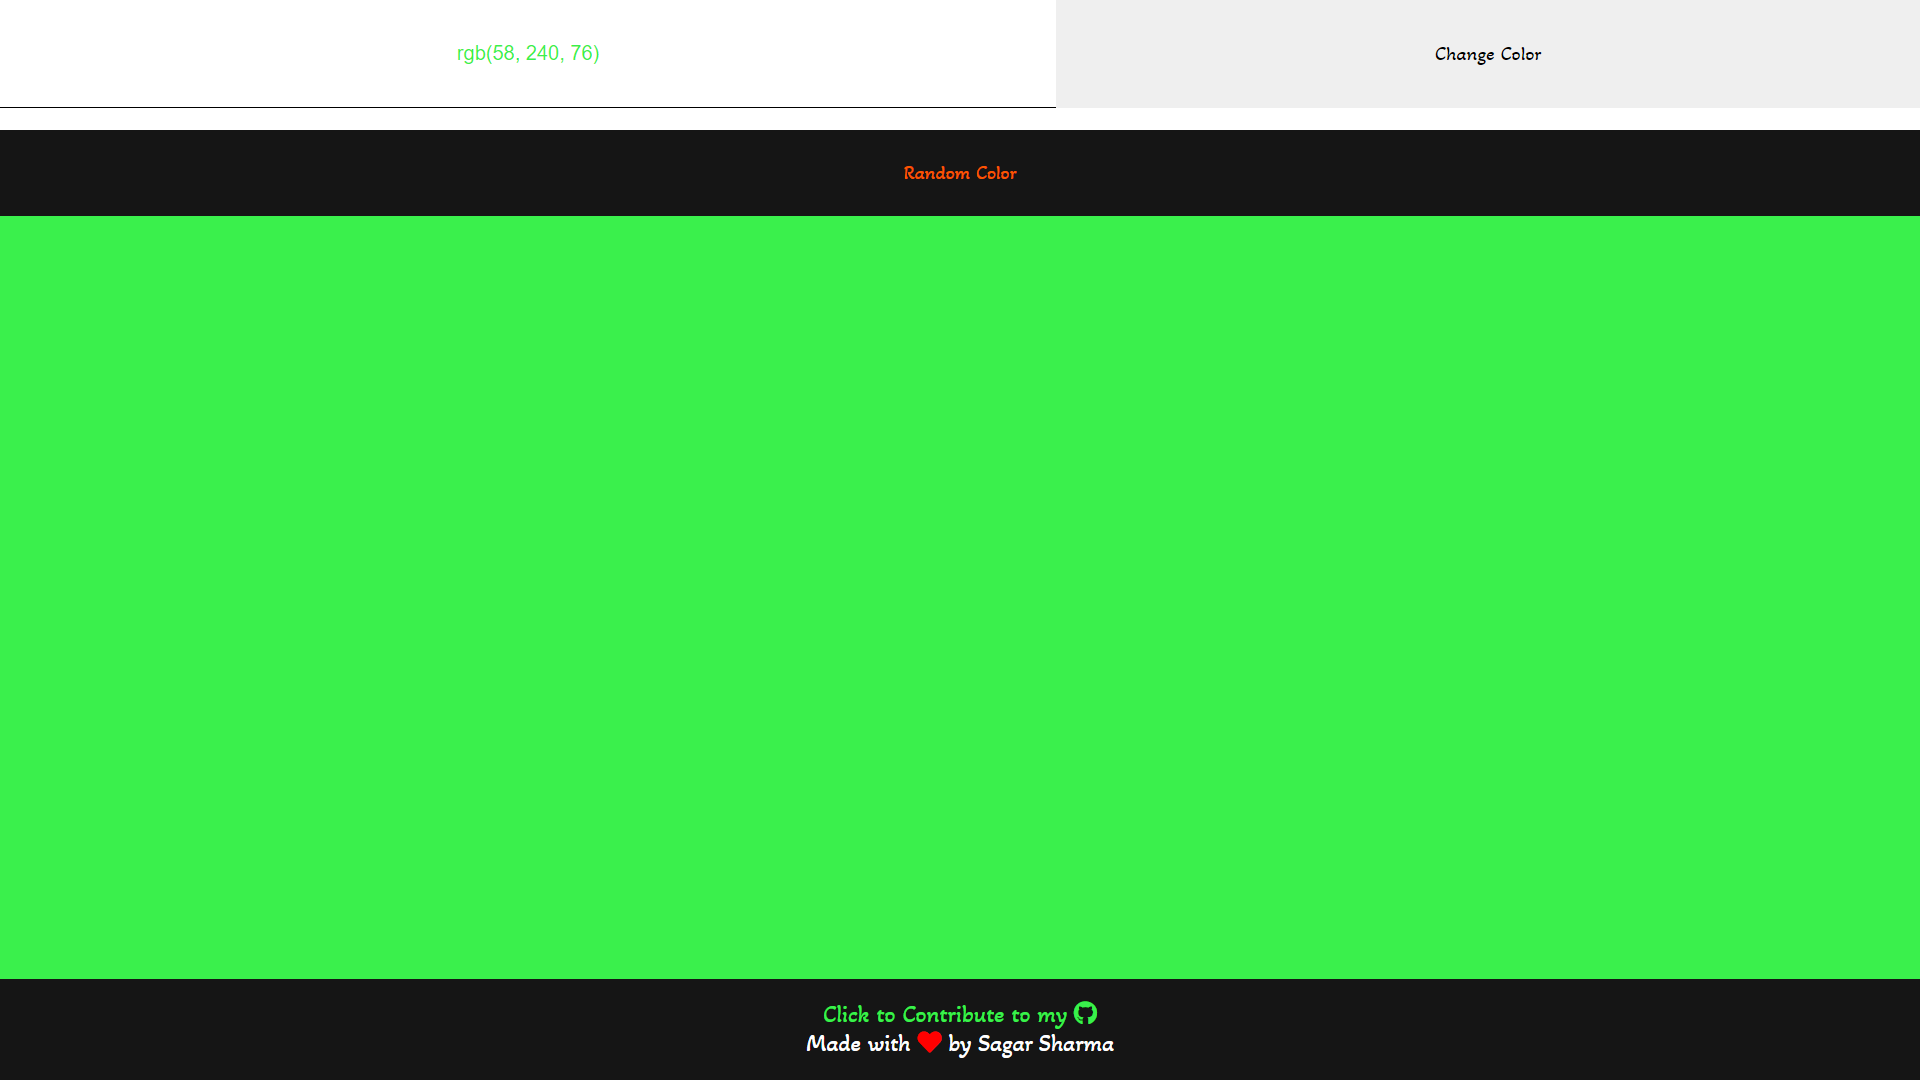 rgb(58, 240, 76)
Change Color
Random Color
Click to Contribute to my
Made with by Sagar Sharma